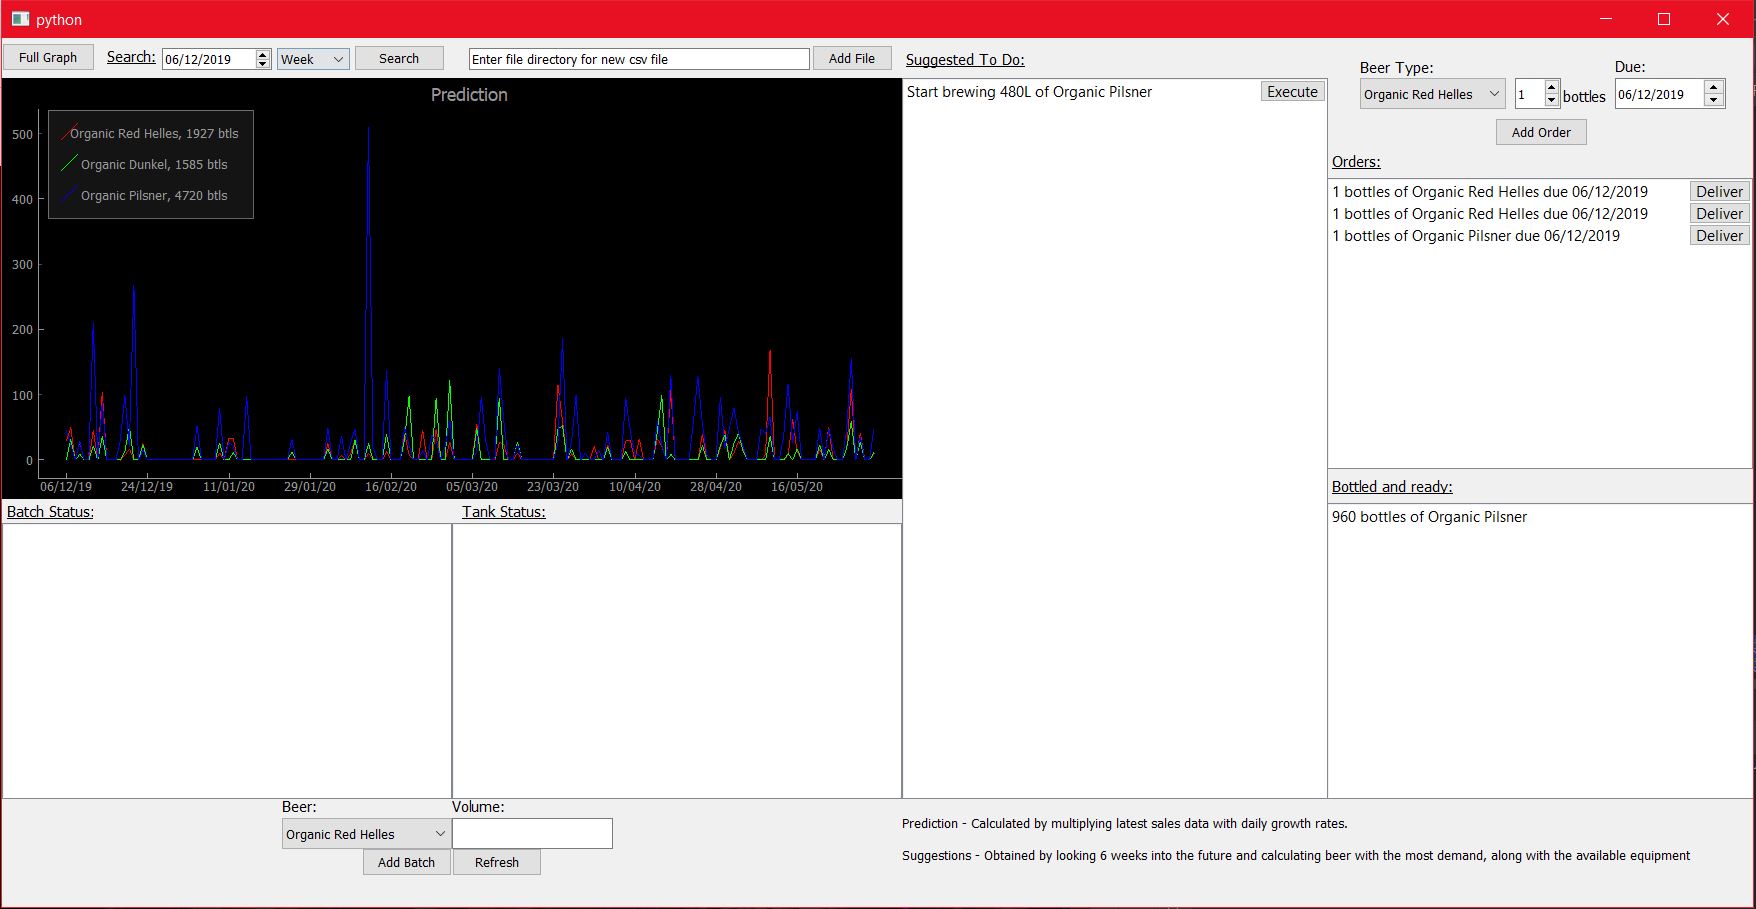 python
Full Graph
Search:
06/12/2019
Week
Search
Enter file directory for new csv file
Add File
Prediction
Organic Red Helles, 1927 btls
Organic Dunkel, 1585 btls
Organic Pilsner, 4720 btls
500
400
300
200
100
0
06/12/19 24/12/19 11/01/20 29/01/20 16/02/20 05/03/20 23/03/20 10/04/20 28/04/20 16/05/20
Batch Status:
Tank Status:
Beer:
Volume:
Organic Red Helles
Add Batch
Refresh
Suggested To Do:
Start brewing 480L of Organic Pilsner
Execute
Beer Type:
Due:
Organic Red Helles
1
bottles
06/12/2019
Add Order
Orders:
1 bottles of Organic Red Helles due 06/12/2019 Deliver
1 bottles of Organic Red Helles due 06/12/2019 Deliver
1 bottles of Organic Pilsner due 06/12/2019 Deliver
Bottled and ready:
960 bottles of Organic Pilsner
Prediction - Calculated by multiplying latest sales data with daily growth rates.
Suggestions - Obtained by looking 6 weeks into the future and calculating beer with the most demand, along with the available equipment